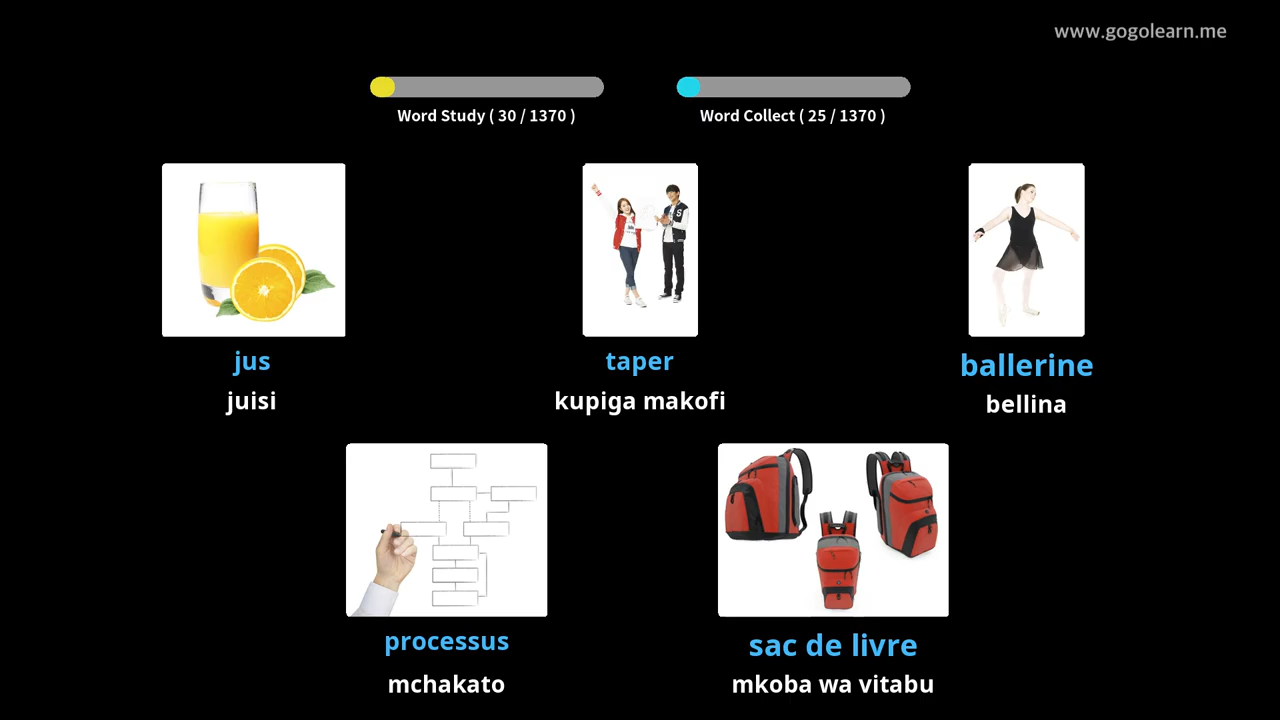 www.gogolearn.me
Word Study ( 30 / 1370 )
Word Collect ( 25 / 1370 )
jus
juisi
taper
kupiga makofi
ballerine
bellina
processus
mchakato
sac de livre
mkoba wa vitabu